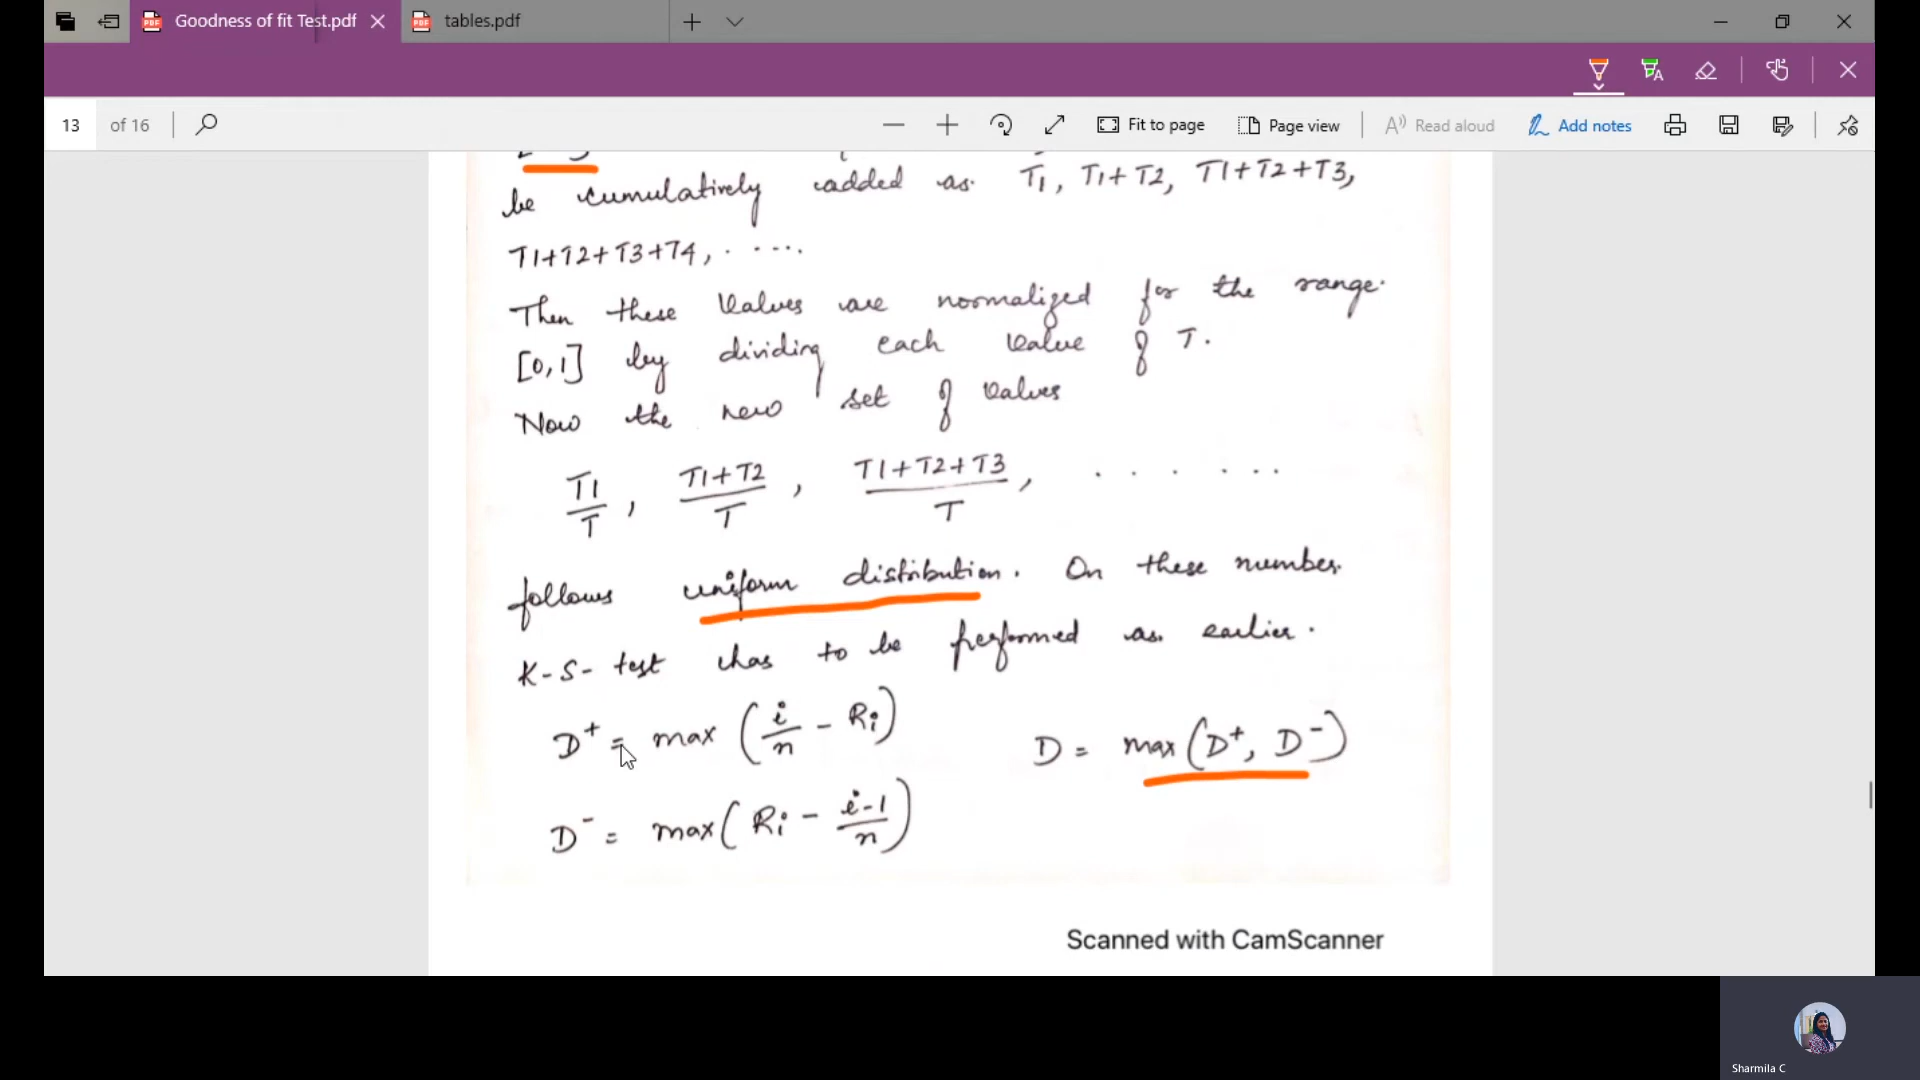 Goodness of fit Test.pdf
tables.pdf
13 of 16
Fit to page
Page view
Read aloud
Add notes
be cumulatively added as T1, T1+T2, T1+T2+T3,
T1+T2+T3+T4, . . . . .
Then these values are normalized for the range
[0,1] by dividing each value of T.
Now the new set of values
T1/T, T1+T2/T, T1+T2+T3/T, . . . . . .
follows uniform distribution. On these number
K-S-test has to be performed as earlier.
D+ = max (i/n - Ri)
D = max (D+, D-)
D- = max (Ri - i-1/n)
Scanned with CamScanner
Sharmila C